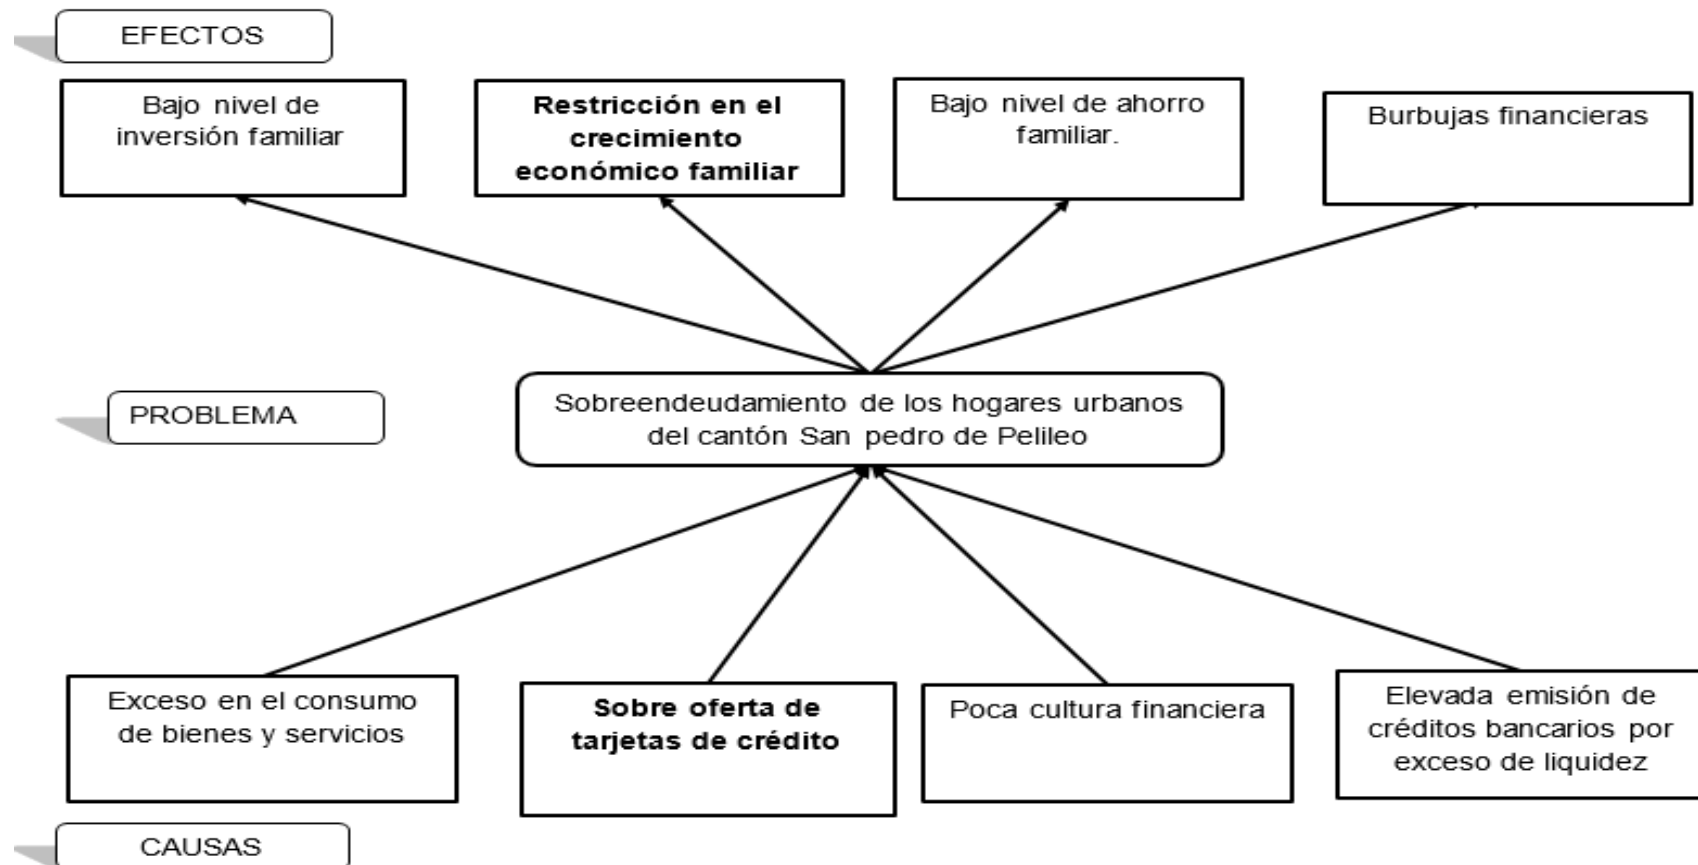 EFECTOS
Bajo nivel de
inversión familiar
Restricción en el
crecimiento
económico familiar
Bajo nivel de ahorro
familiar.
Burbujas financieras
PROBLEMA
Sobreendeudamiento de los hogares urbanos
del cantón San pedro de Pelileo
Exceso en el consumo
de bienes y servicios
Sobre oferta de
tarjetas de crédito
Poca cultura financiera
Elevada emisión de
créditos bancarios por
exceso de liquidez
CAUSAS